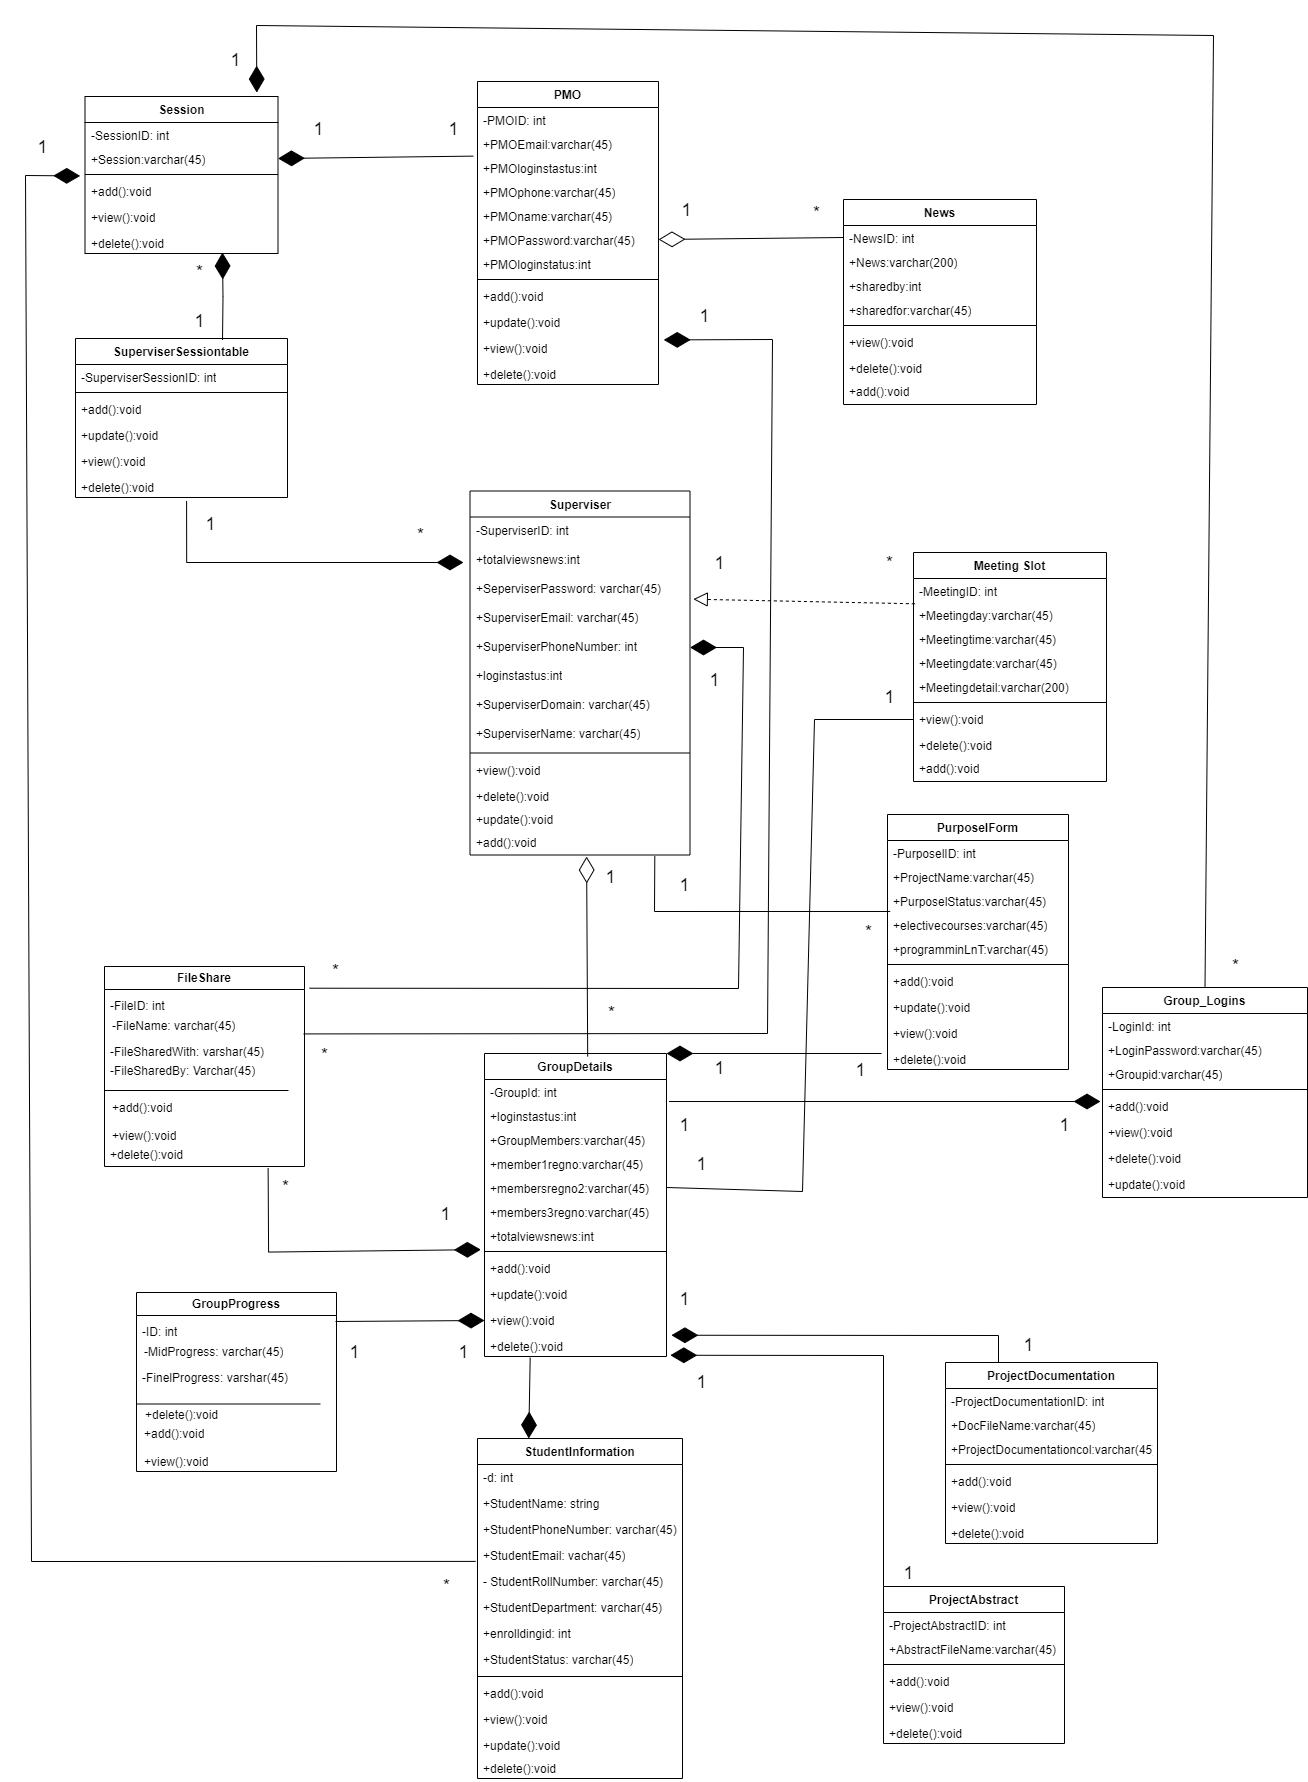 1
Session
-SessionID: int
+Session:varchar(45)
+add():void
+view():void
+delete():void
1
1
1
*
1
PMO
-PMOID: int
+PMOEmail:varchar(45)
+PMOloginstastus:int
+PMOphone:varchar(45)
+PMOname:varchar(45)
+PMOPassword:varchar(45)
+PMOloginstatus:int
+add():void
+update():void
+view():void
+delete():void
1
*
1
News
-NewsID: int
+News:varchar(200)
+sharedby:int
+sharedfor:varchar(45)
+view():void
+delete():void
+add():void
SuperviserSessiontable
-SuperviserSessionID: int
+add():void
+update():void
+view():void
+delete():void
1
*
Superviser
-SuperviserID: int
+totalviewsnews:int
+SeperviserPassword: varchar(45)
+SuperviserEmail: varchar(45)
+SuperviserPhoneNumber: int
+loginstastus:int
+SuperviserDomain: varchar(45)
+SuperviserName: varchar(45)
+view():void
+delete():void
+update():void
+add():void
1
*
1
1
Meeting Slot
-MeetingID: int
+Meetingday:varchar(45)
+Meetingtime:varchar(45)
+Meetingdate:varchar(45)
+Meetingdetail:varchar(200)
+view():void
+delete():void
+add():void
1
1
*
PurposelForm
-PurposelID: int
+ProjectName:varchar(45)
+PurposelStatus:varchar(45)
+electivecourses:varchar(45)
+programminLnT:varchar(45)
+add():void
+update():void
+view():void
+delete():void
FileShare
-FileID: int
-FileName: varchar(45)
-FileSharedWith: varshar(45)
-FileSharedBy: Varchar(45)
+add():void
+view():void
+delete():void
*
*
*
*
*
Group_Logins
-LoginId: int
+LoginPassword:varchar(45)
+Groupid:varchar(45)
+add():void
+view():void
+delete():void
+update():void
GroupDetails
-GroupId: int
+loginstastus:int
+GroupMembers:varchar(45)
+member1regno:varchar(45)
+membersregno2:varchar(45)
+members3regno:varchar(45)
+totalviewsnews:int
+add():void
+update():void
+view():void
+delete():void
1
1
1
1
1
1
GroupProgress
-ID: int
-MidProgress: varchar(45)
-FinelProgress: varshar(45)
+delete():void
+add():void
+view():void
1
1
1
1
1
ProjectDocumentation
-ProjectDocumentationID: int
+DocFileName:varchar(45)
+ProjectDocumentationcol:varchar(45
+add():void
+view():void
+delete():void
StudentInformation
-d: int
+StudentName: string
+StudentPhoneNumber: varchar(45)
+StudentEmail: vachar(45)
- StudentRollNumber: varchar(45)
+StudentDepartment: varchar(45)
+enrolldingid: int
+StudentStatus: varchar(45)
+add():void
+view():void
+update():void
+delete():void
*
1
ProjectAbstract
-ProjectAbstractID: int
+AbstractFileName:varchar(45)
+add():void
+view():void
+delete():void